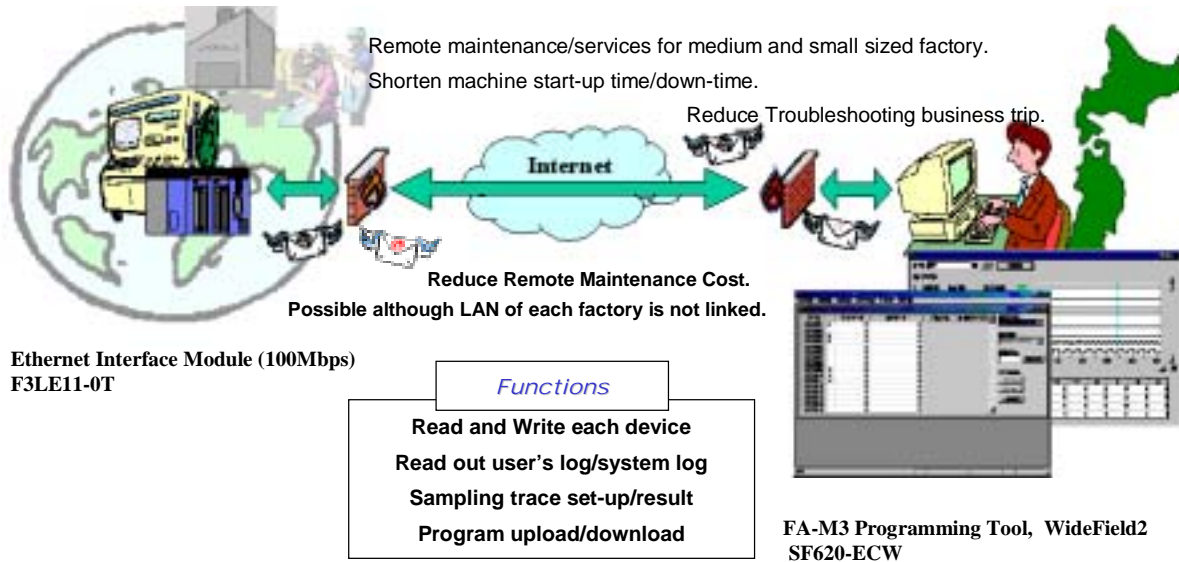 Remote maintenance/services for medium and small sized factory.
Shorten machine start-up time/down-time.
Reduce Troubleshooting business trip.
Internet
Reduce Remote Maintenance Cost.
Possible although LAN of each factory is not linked.
Ethernet Interface Module (100Mbps)
F3LE11-0T
Functions
Read and Write each device
Read out user's log/system log
Sampling trace set-up/result
Program upload/download
FA-M3 Programming Tool, WideField2
SF620-ECW